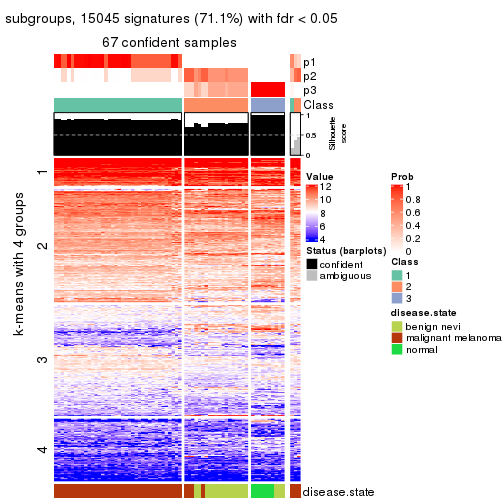 subgroups, 15045 signatures (71.1%) with fdr < 0.05
67 confident samples
p1
p2
p3
Class
1
0.5
0
Silhouette
score
k-means with 4 groups
1
2
3
4
disease.state
Value
12
10
8
6
4
Status (barplots)
confident
ambiguous
Prob
1
0.8
0.6
0.4
0.2
0
Class
1
2
3
disease.state
benign nevi
malignant melanoma
normal